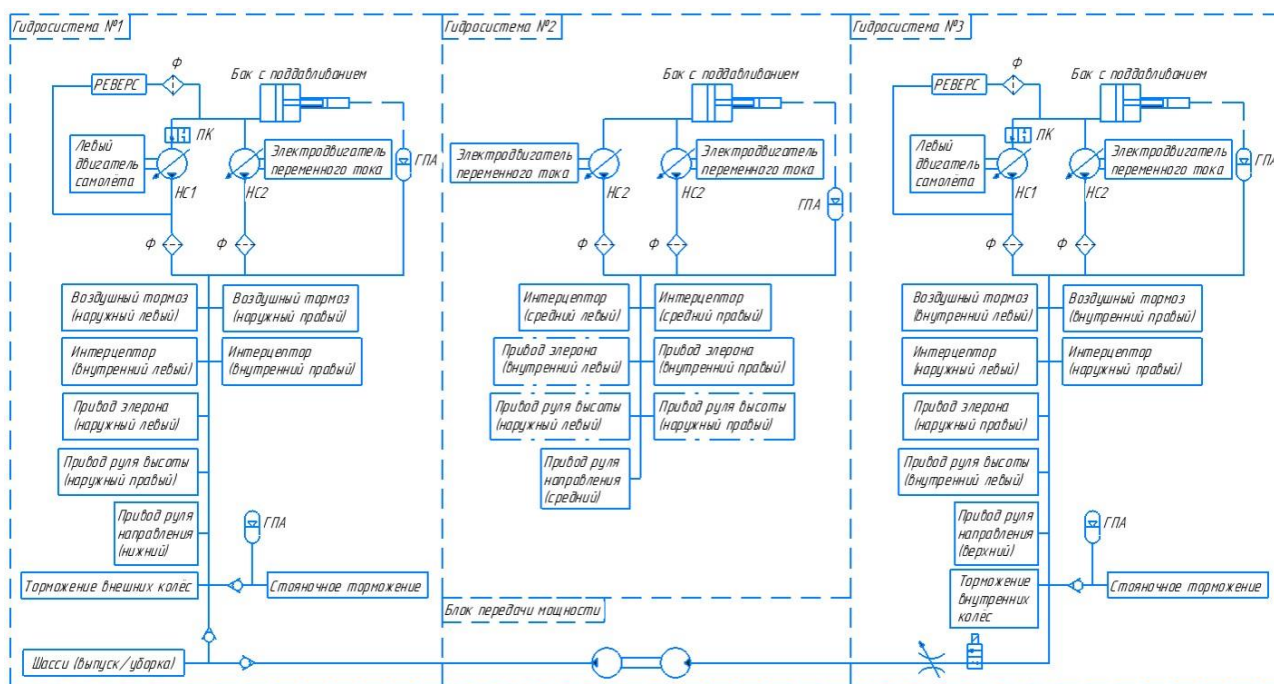 Гидросистема №1
Ф
РЕВЕРС
Бак с поддавливанием
ПК
Левый
двигатель
самолёта
НС1
Электродвигатель
переменного тока
НС2
ГПА
Ф
Ф
Воздушный тормоз
(наружный левый)
Воздушный тормоз
(наружный правый)
Интерцептор
(внутренний левый)
Интерцептор
(внутренний правый)
Привод элерона
(наружный левый)
Привод руля высоты
(наружный правый)
Привод руля
направления
(нижний)
ГПА
Торможение внешних колёс
Стояночное торможение
Шасси (выпуск/уборка)
Гидросистема №2
Бак с поддавливанием
Электродвигатель
переменного тока
НС2
Электродвигатель
переменного тока
НС2
ГПА
Ф
Ф
Интерцептор
(средний левый)
Интерцептор
(средний правый)
Привод элерона
(внутренний левый)
Привод элерона
(внутренний правый)
Привод руля высоты
(наружный левый)
Привод руля высоты
(наружный правый)
Привод руля
направления
(средний)
Блок передачи мощности
Гидросистема №3
Ф
РЕВЕРС
Бак с поддавливанием
ПК
Левый
двигатель
самолёта
НС1
Электродвигатель
переменного тока
НС2
ГПА
Ф
Ф
Воздушный тормоз
(внутренний левый)
Воздушный тормоз
(внутренний правый)
Интерцептор
(наружный левый)
Интерцептор
(наружный правый)
Привод элерона
(наружный правый)
Привод руля высоты
(внутренний левый)
Привод руля
направления
(верхний)
ГПА
Торможение
внутренних
колёс
Стояночное торможение